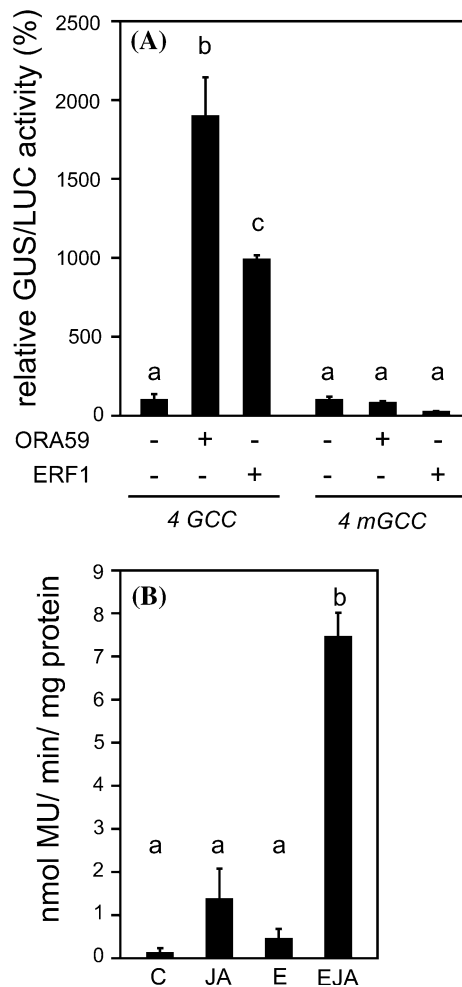 (A)
relative GUS/LUC activity (%)
2500
2000
1500
1000
500
0
a
b
c
a
a
a
ORA59 - + - - + -
ERF1 - - + - - +
4 GCC 4 mGCC
(B)
nmol MU/ min/ mg protein
9
8
7
6
5
4
3
2
1
0
a
a
a
b
C JA E EJA